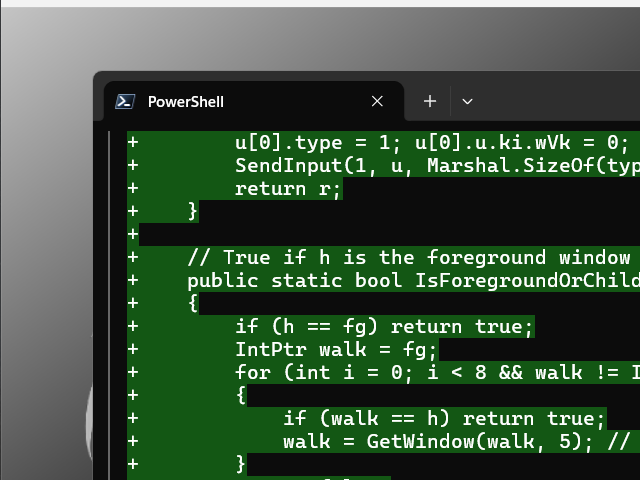 PowerShell
+        u[0].type = 1; u[0].u.ki.wVk = 0;
+        SendInput(1, u, Marshal.SizeOf(typ
+        return r;
+    }
+
+    // True if h is the foreground window
+    public static bool IsForegroundOrChild
+    {
+        if (h == fg) return true;
+        IntPtr walk = fg;
+        for (int i = 0; i < 8 && walk != I
+        {
+            if (walk == h) return true;
+            walk = GetWindow(walk, 5); //
+        }